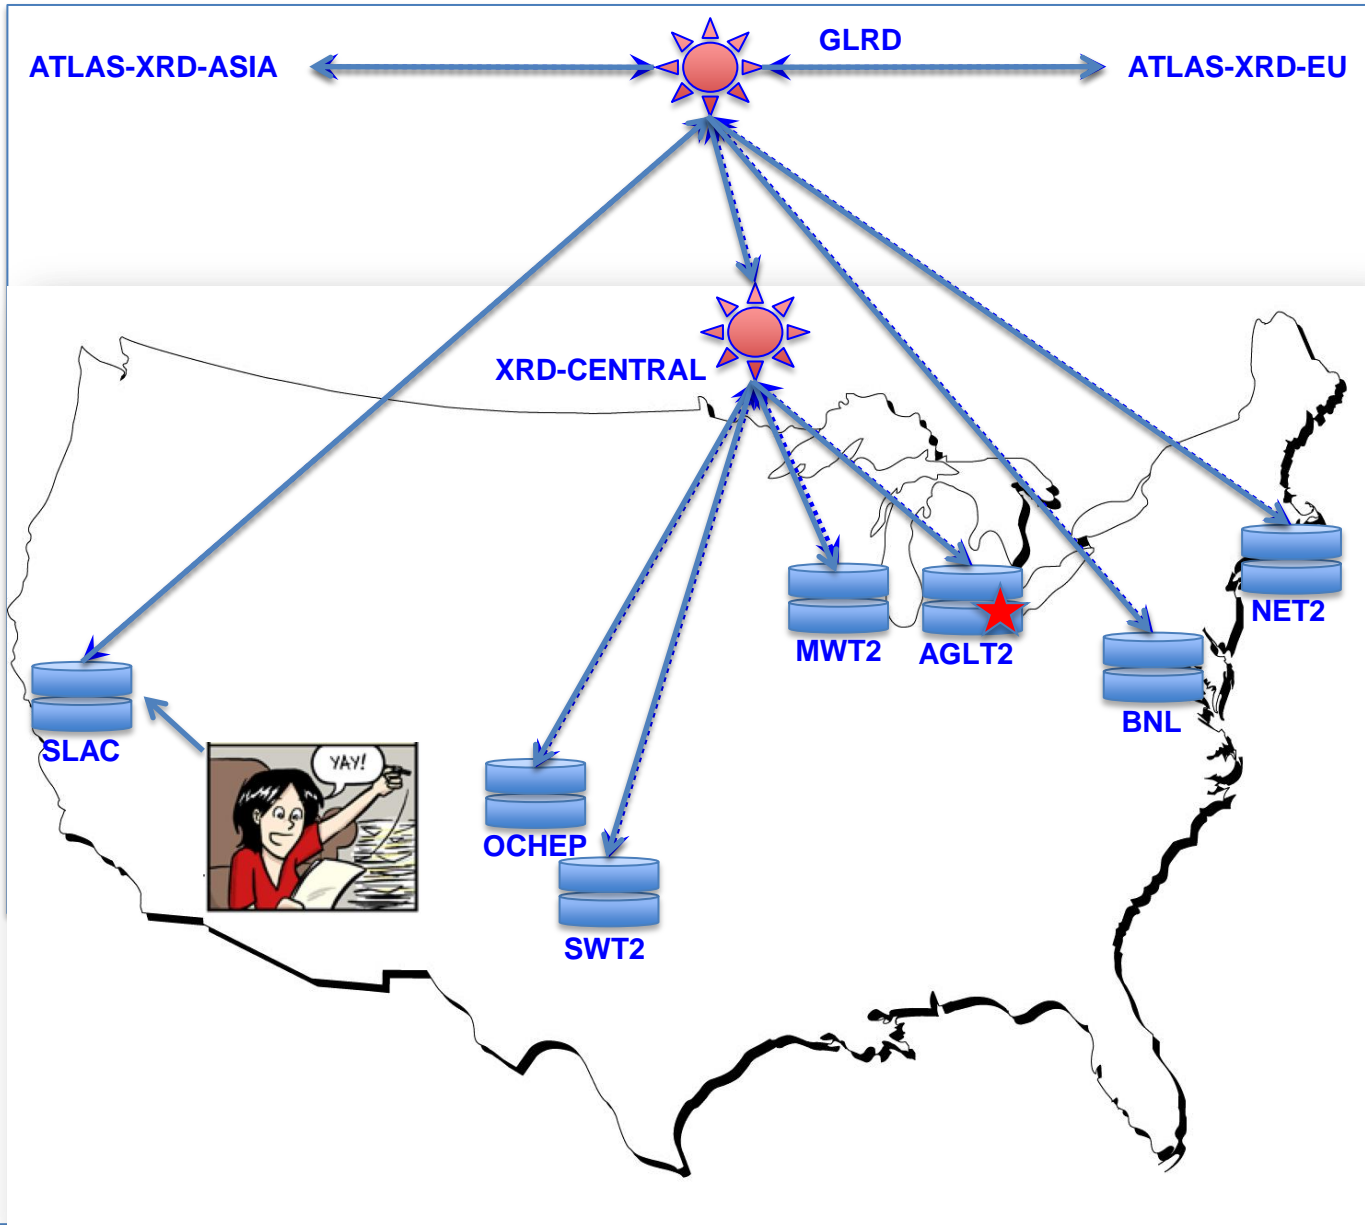 GLRD
ATLAS-XRD-ASIA
ATLAS-XRD-EU
XRD-CENTRAL
NET2
MWT2
AGLT2
BNL
SLAC
YAY!
OCHEP
SWT2